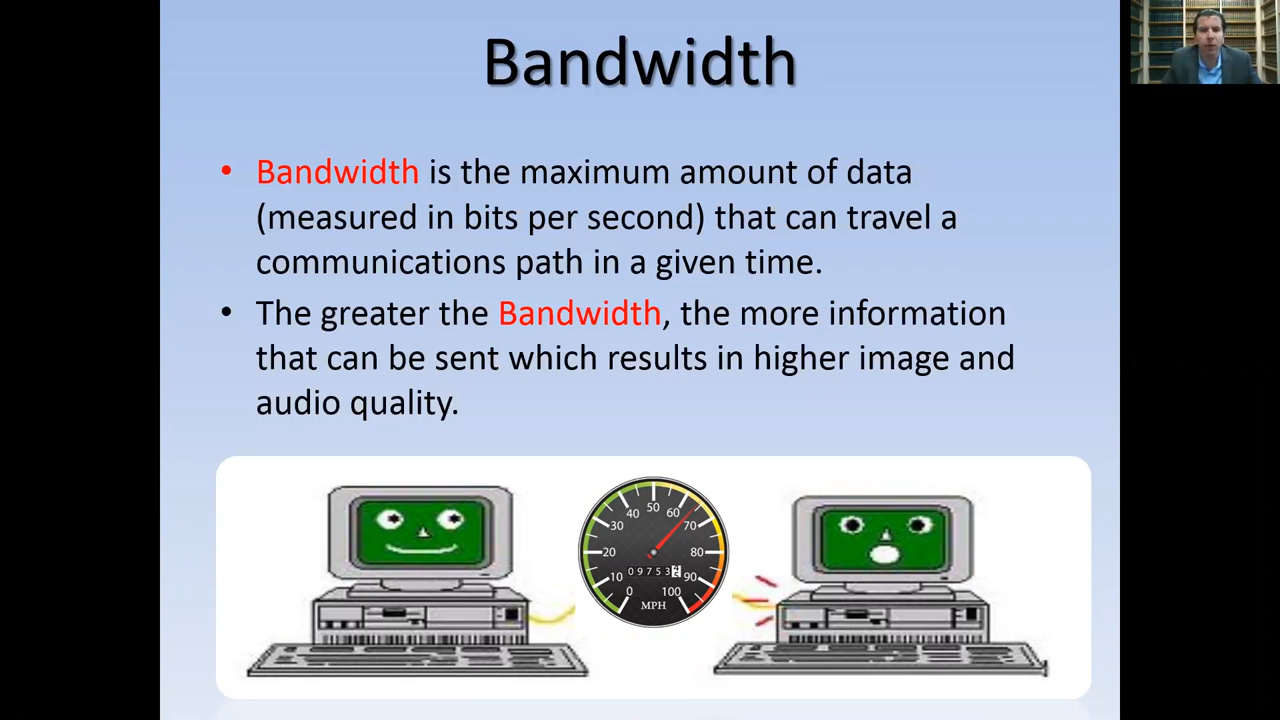 Bandwidth
• Bandwidth is the maximum amount of data
(measured in bits per second) that can travel a
communications path in a given time.
• The greater the Bandwidth, the more information
that can be sent which results in higher image and
audio quality.
0
10
20
30
40
50
60
70
80
90
100
09753
MPH